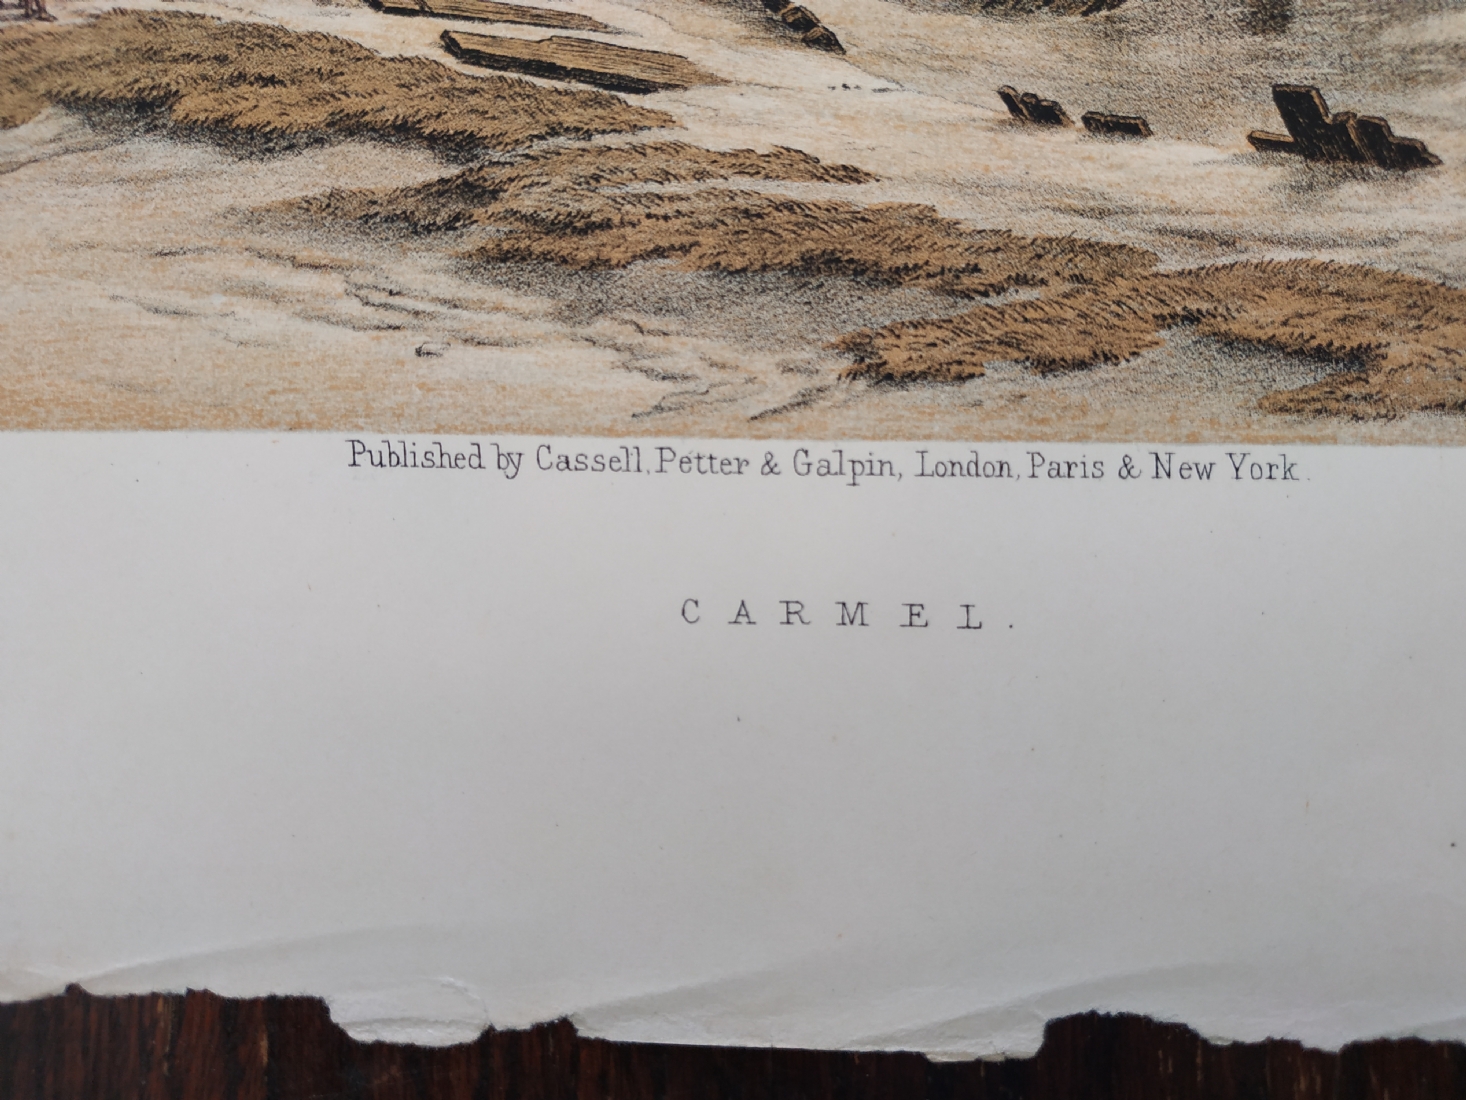 Published by Cassell, Petter & Galpin, London, Paris & New York.
CARMEL.